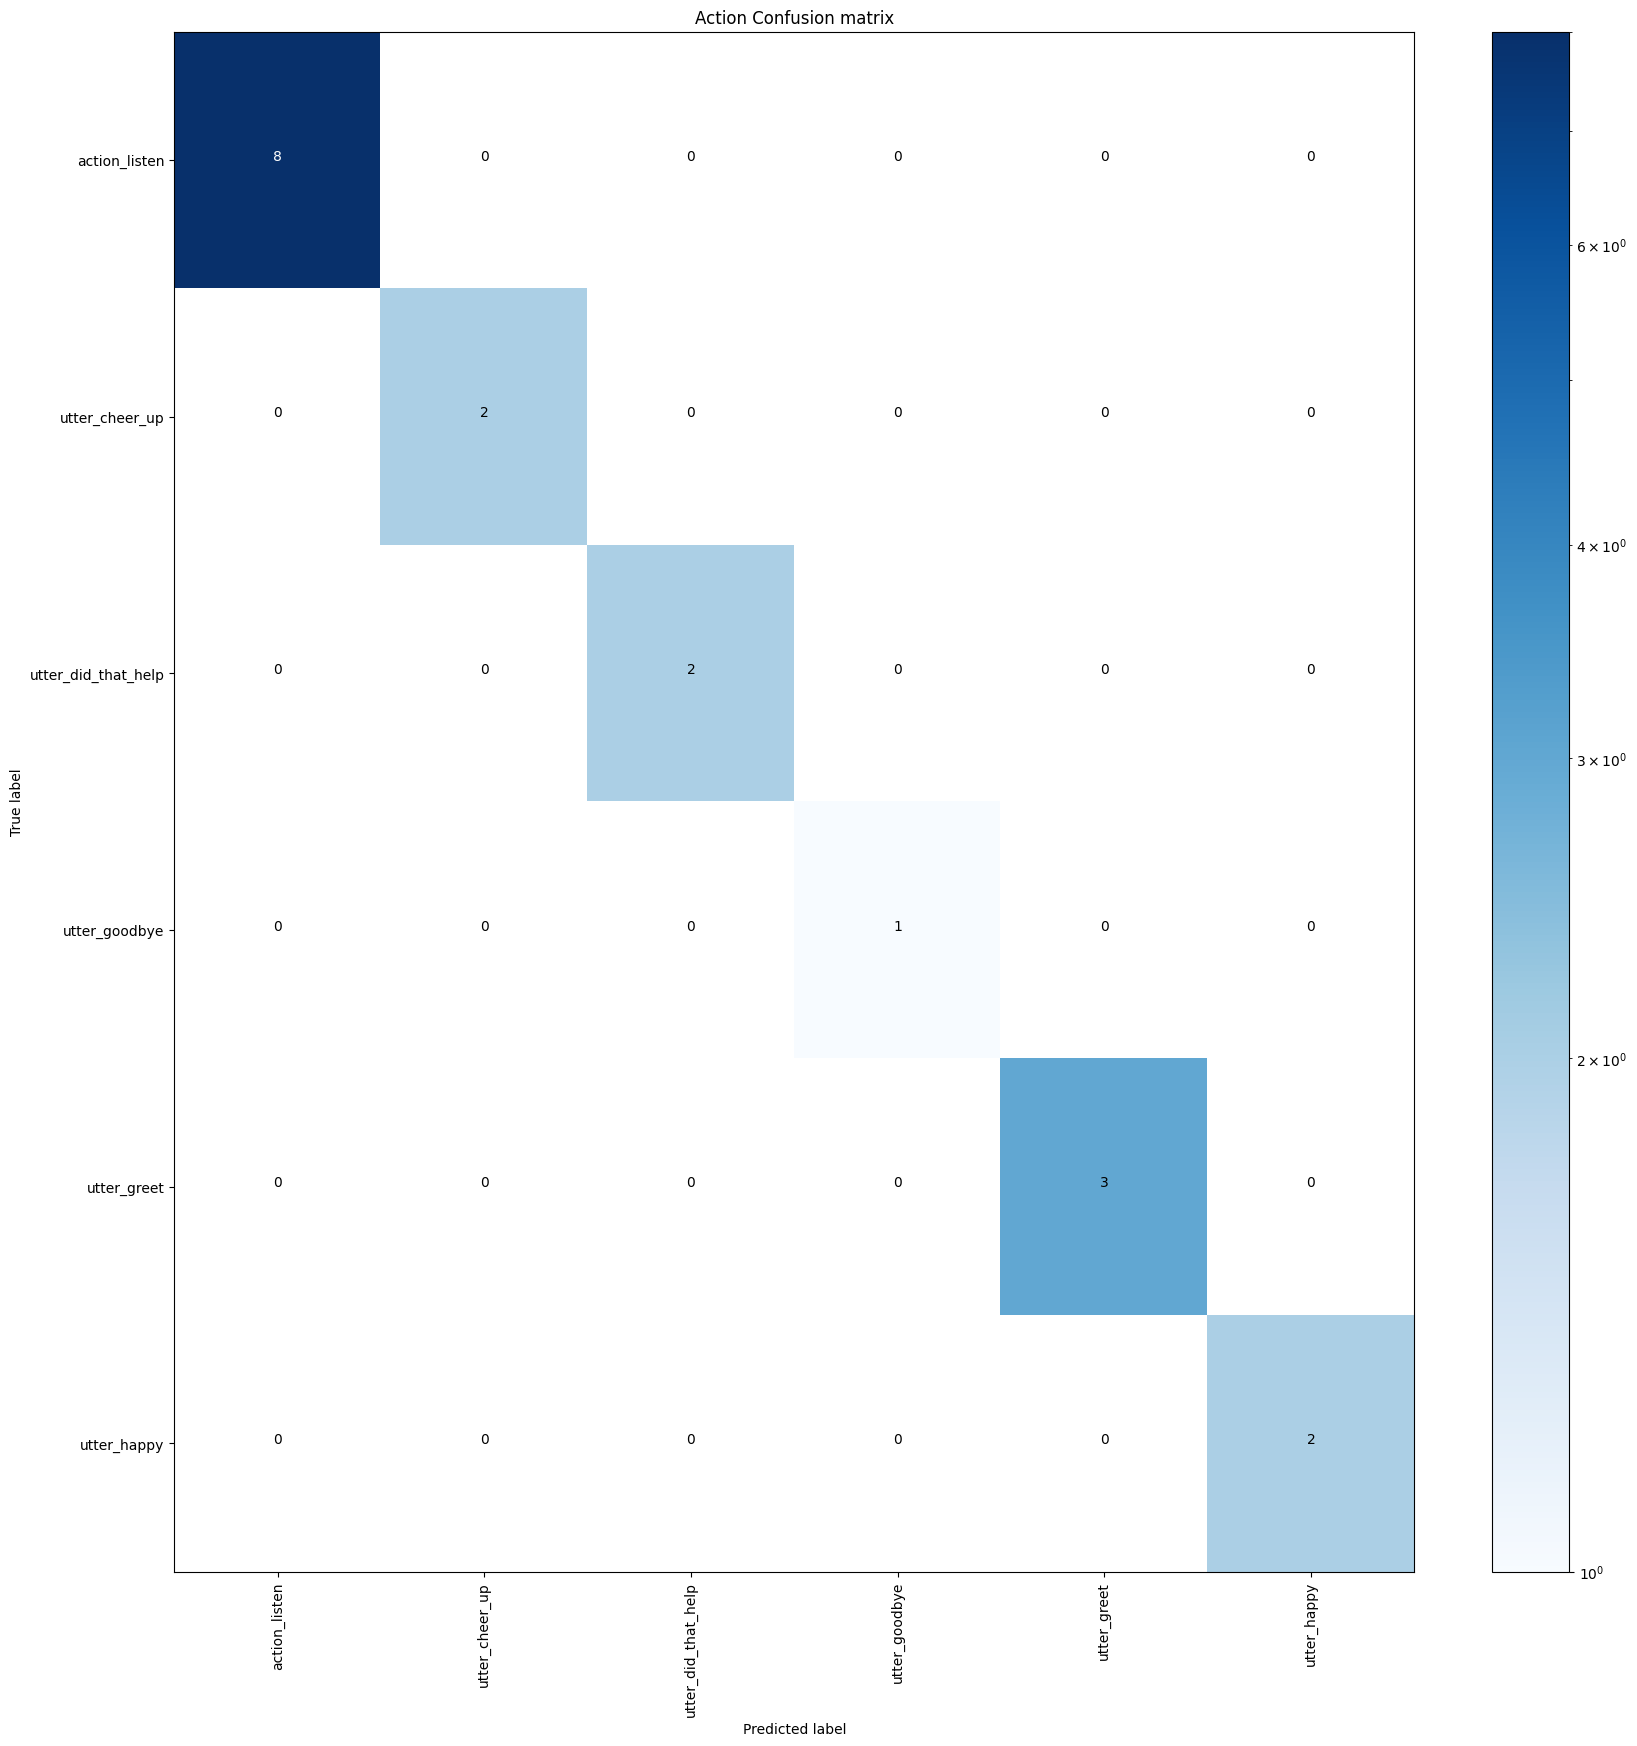 Action Confusion matrix
True label
action_listen 8 0 0 0 0 0
utter_cheer_up 0 2 0 0 0 0
utter_did_that_help 0 0 2 0 0 0
utter_goodbye 0 0 0 1 0 0
utter_greet 0 0 0 0 3 0
utter_happy 0 0 0 0 0 2
action_listen
utter_cheer_up
utter_did_that_help
utter_goodbye
utter_greet
utter_happy
Predicted label
6 × 10⁰
4 × 10⁰
3 × 10⁰
2 × 10⁰
10⁰